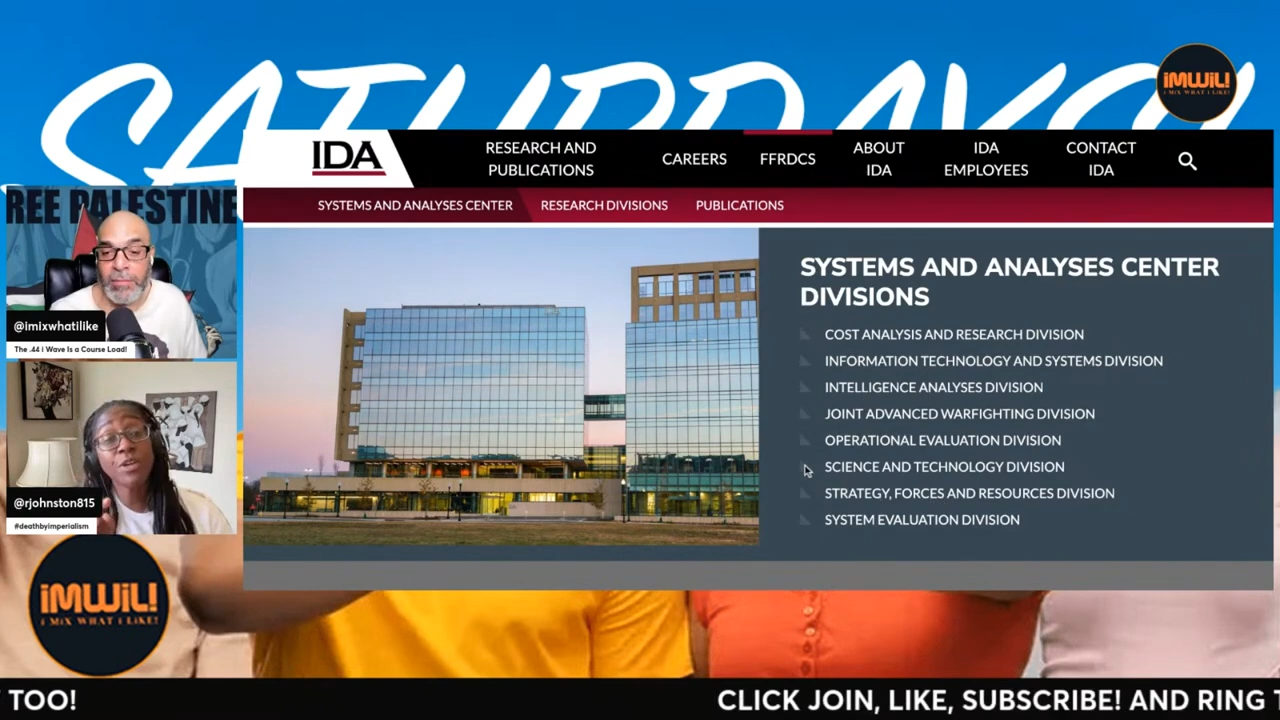 SATURDAYS!
iMWiL!
I MiX WHAT I LiKE!
IDA
RESEARCH AND
PUBLICATIONS
CAREERS
FFRDCS
ABOUT
IDA
IDA
EMPLOYEES
CONTACT
IDA
SYSTEMS AND ANALYSES CENTER
RESEARCH DIVISIONS
PUBLICATIONS
REE PALESTINE
@imixwhatilike
The .44 i Wave Is a Course Load!
SYSTEMS AND ANALYSES CENTER
DIVISIONS
COST ANALYSIS AND RESEARCH DIVISION
INFORMATION TECHNOLOGY AND SYSTEMS DIVISION
INTELLIGENCE ANALYSES DIVISION
JOINT ADVANCED WARFIGHTING DIVISION
OPERATIONAL EVALUATION DIVISION
SCIENCE AND TECHNOLOGY DIVISION
STRATEGY, FORCES AND RESOURCES DIVISION
SYSTEM EVALUATION DIVISION
@rjohnston815
#deathbyimperialism
iMWiL!
I MiX WHAT I LiKE!
TOO!
CLICK JOIN, LIKE, SUBSCRIBE! AND RING